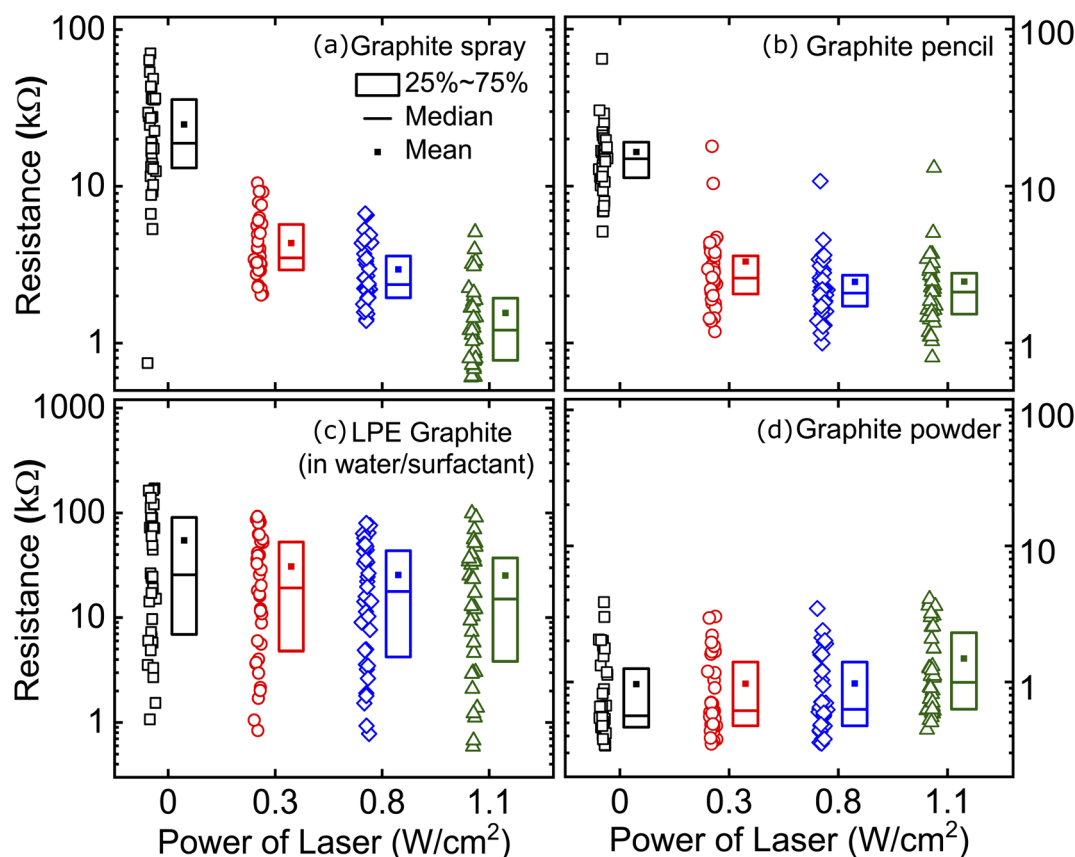 (a) Graphite spray
25%~75%
Median
Mean
100
10
1
Resistance (kΩ)
(b) Graphite pencil
100
10
1
(c) LPE Graphite
(in water/surfactant)
1000
100
10
1
Resistance (kΩ)
0 0.3 0.8 1.1
Power of Laser (W/cm²)
(d) Graphite powder
100
10
1
0 0.3 0.8 1.1
Power of Laser (W/cm²)